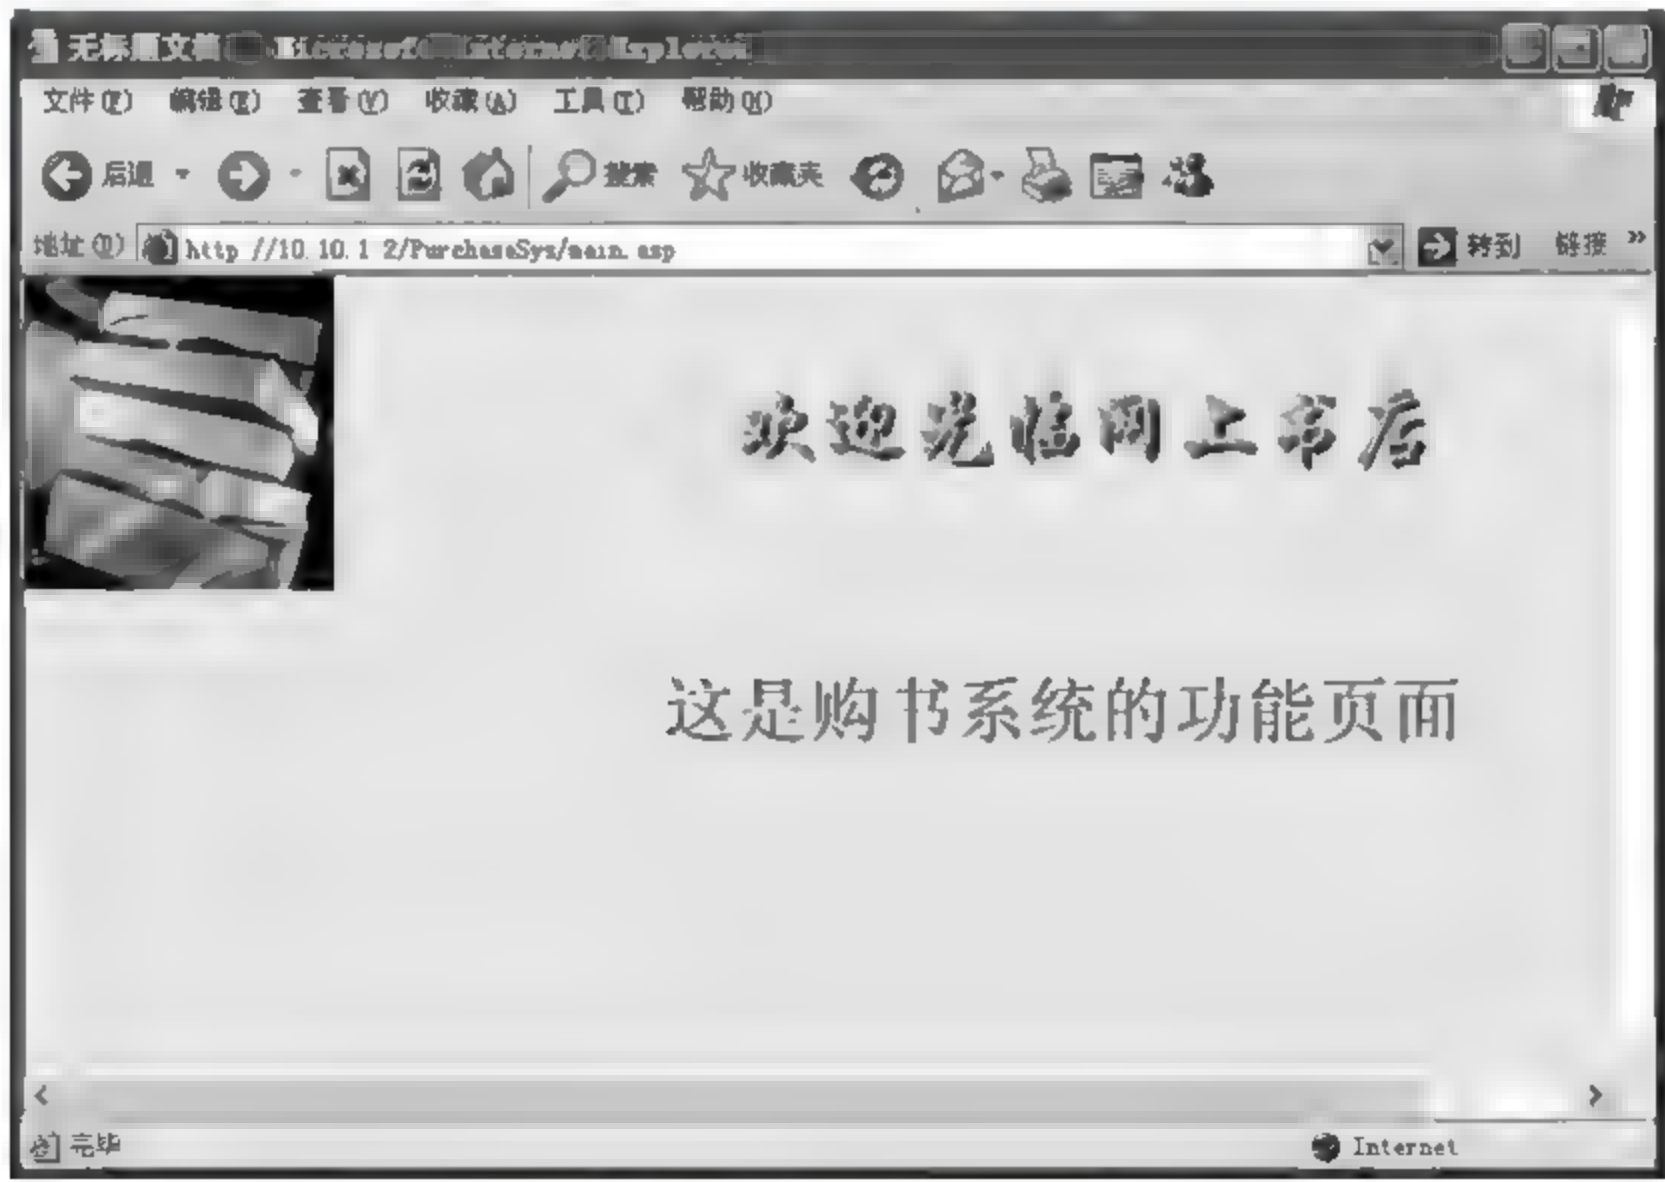 无标题文档 - Microsoft Internet Explorer
文件(F) 编辑(E) 查看(V) 收藏(A) 工具(T) 帮助(H)
后退 搜索 收藏夹
地址(D) http //10.10.1 2/PurchaseSys/main.asp 转到 链接 »
欢迎光临网上书店
这是购书系统的功能页面
完毕 Internet